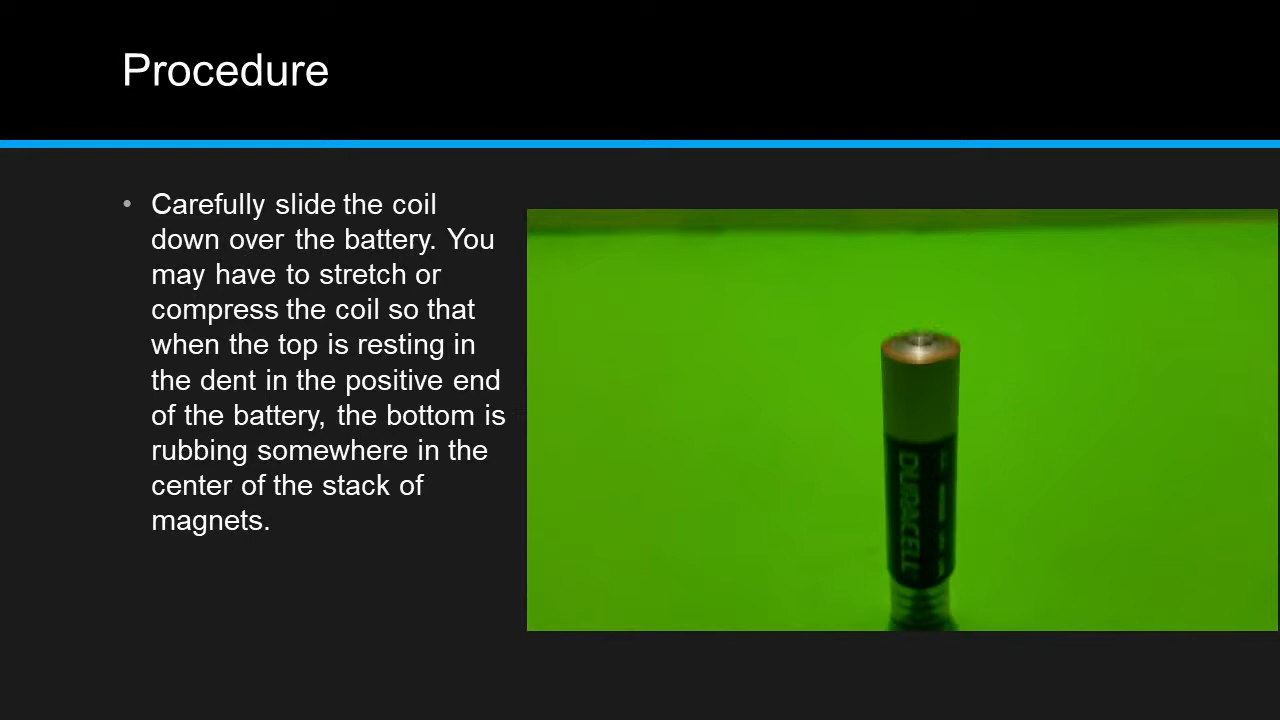 Procedure
• Carefully slide the coil
down over the battery. You
may have to stretch or
compress the coil so that
when the top is resting in
the dent in the positive end
of the battery, the bottom is
rubbing somewhere in the
center of the stack of
magnets.
DURACELL